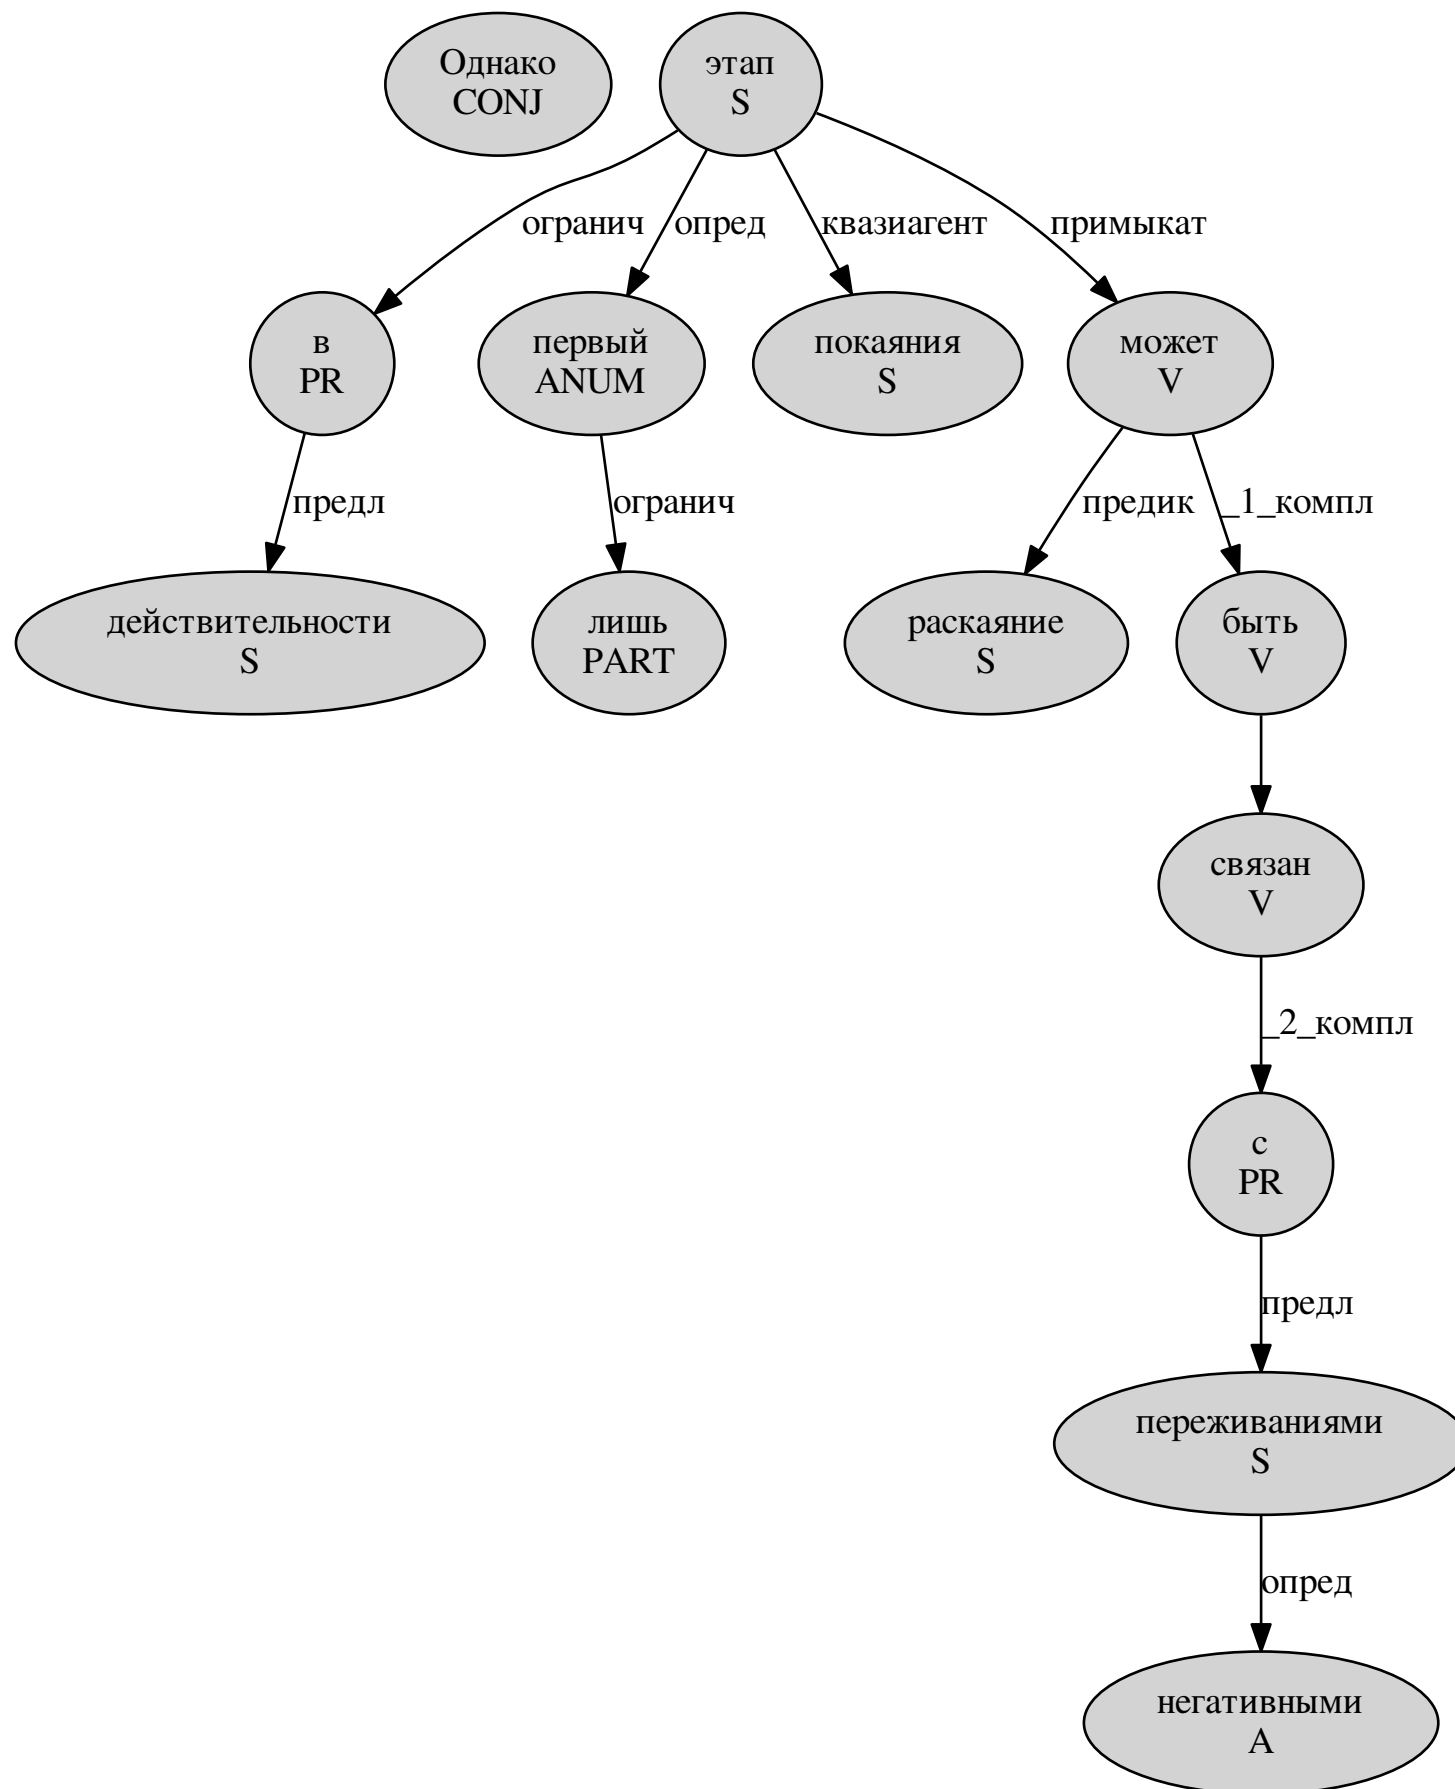 Однако
CONJ
этап
S
огранич
опред
квазиагент
примыкат
в
PR
первый
ANUM
покаяния
S
может
V
предл
огранич
предик
_1_компл
действительности
S
лишь
PART
раскаяние
S
быть
V
связан
V
_2_компл
с
PR
предл
переживаниями
S
опред
негативными
A